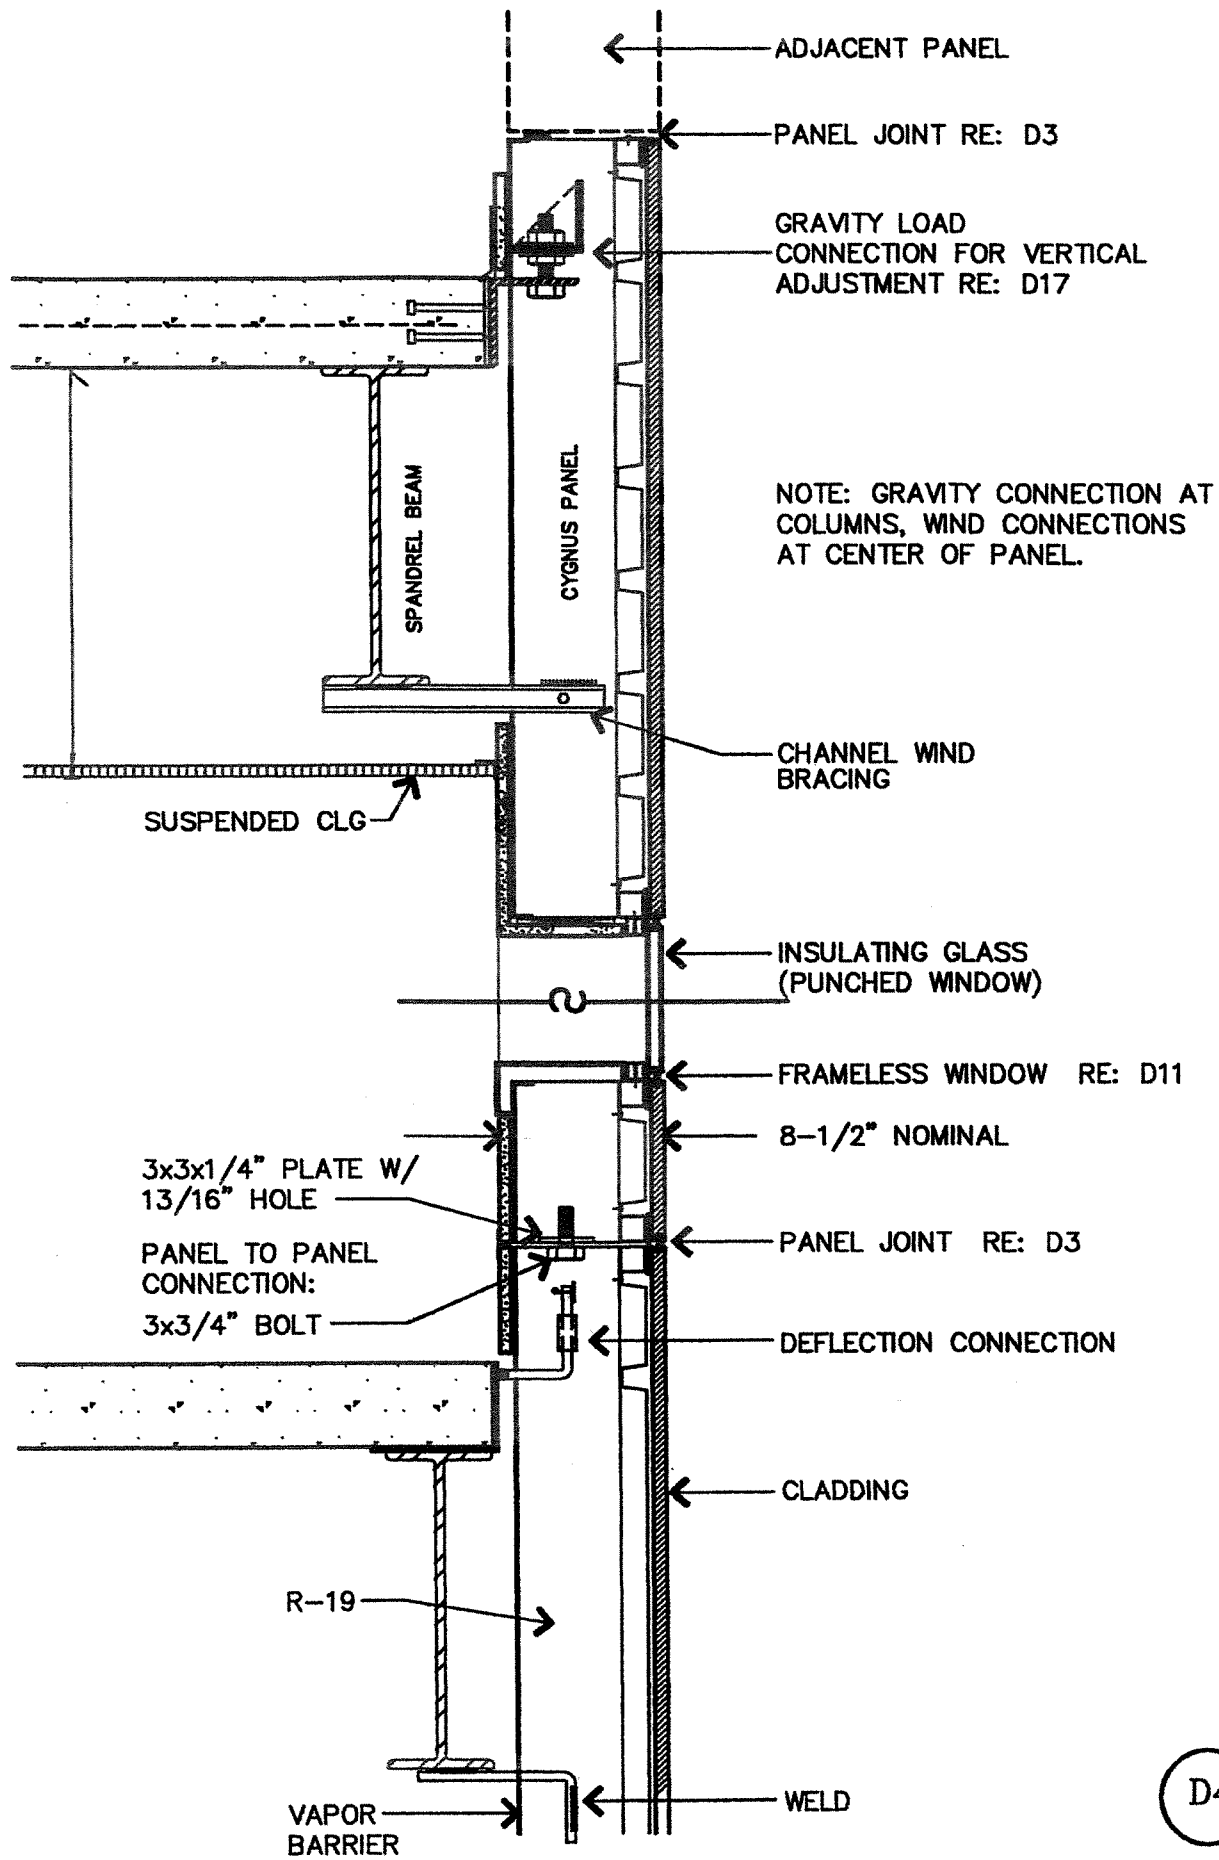 ADJACENT PANEL
PANEL JOINT RE: D3
GRAVITY LOAD
CONNECTION FOR VERTICAL
ADJUSTMENT RE: D17
SPANDREL BEAM
CYGNUS PANEL
NOTE: GRAVITY CONNECTION AT
COLUMNS, WIND CONNECTIONS
AT CENTER OF PANEL.
CHANNEL WIND
BRACING
SUSPENDED CLG
INSULATING GLASS
(PUNCHED WINDOW)
FRAMELESS WINDOW RE: D11
8-1/2" NOMINAL
3x3x1/4" PLATE W/
13/16" HOLE
PANEL TO PANEL
CONNECTION:
3x3/4" BOLT
PANEL JOINT RE: D3
DEFLECTION CONNECTION
CLADDING
R-19
VAPOR
BARRIER
WELD